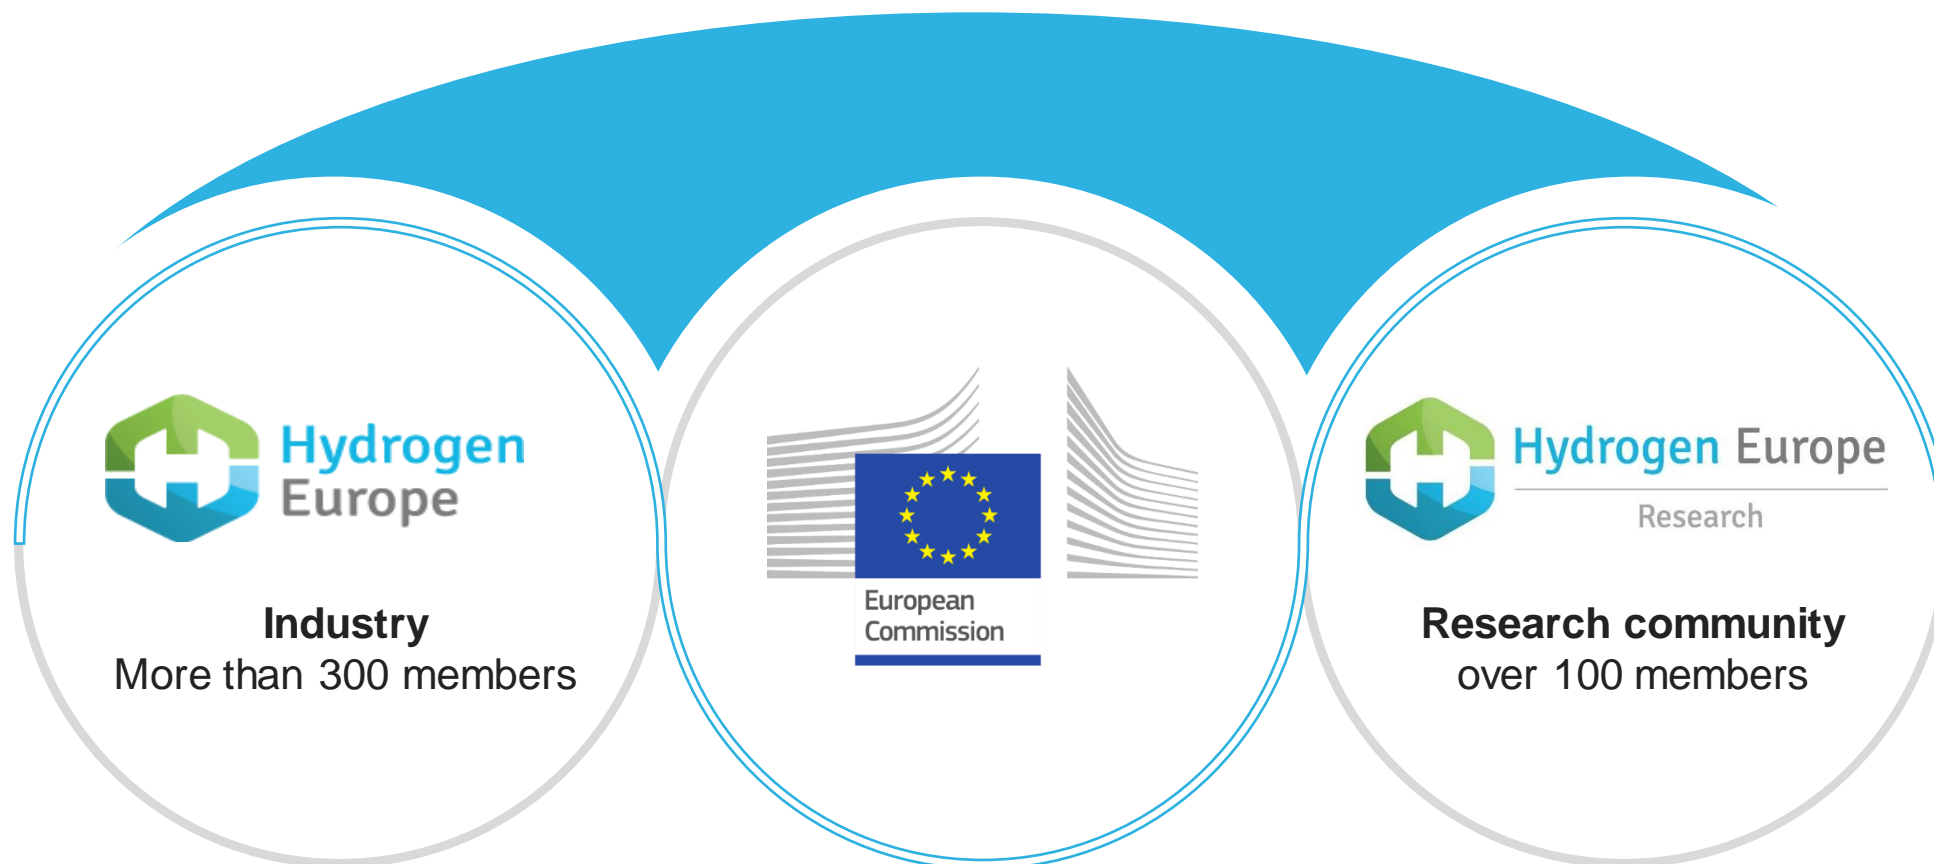 Hydrogen
Europe
Industry
More than 300 members
European
Commission
Hydrogen Europe
Research
Research community
over 100 members